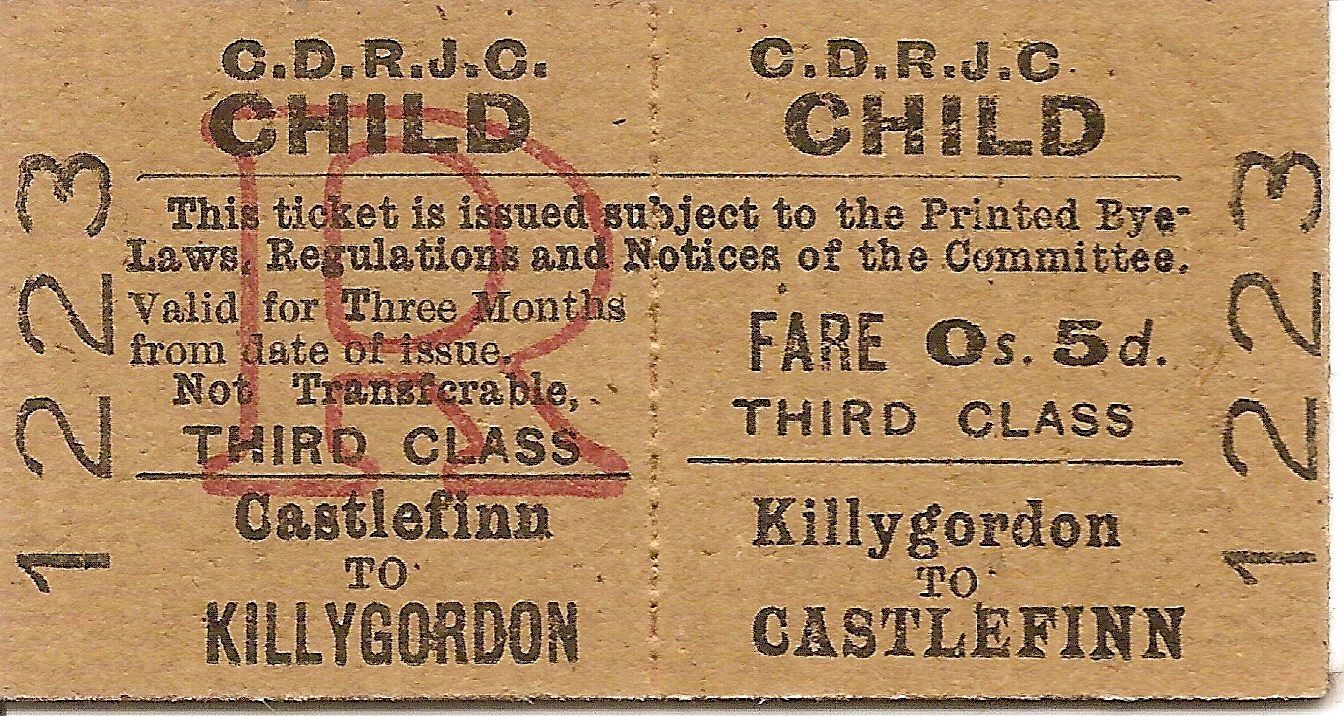 C.D.R.J.C.
CHILD
C.D.R.J.C.
CHILD
This ticket is issued subject to the Printed Bye-
Laws, Regulations and Notices of the Committee.
Valid for Three Months
from date of issue.
Not Transferable,
THIRD CLASS
Castlefinn
TO
KILLYGORDON
R
FARE 0s. 5d.
THIRD CLASS
Killygordon
TO
CASTLEFINN
1223
1223